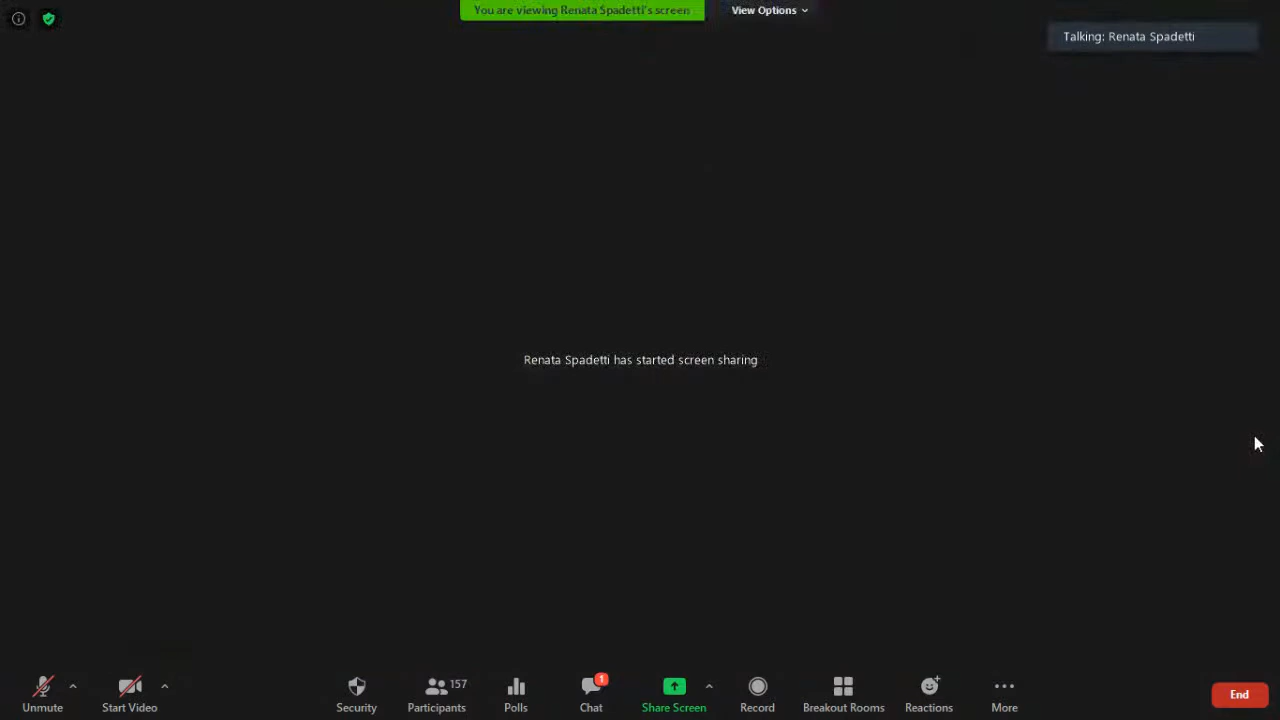 You are viewing Renata Spadetti's screen
View Options
Talking: Renata Spadetti
Renata Spadetti has started screen sharing
157
1
Unmute
Start Video
Security
Participants
Polls
Chat
Share Screen
Record
Breakout Rooms
Reactions
More
End